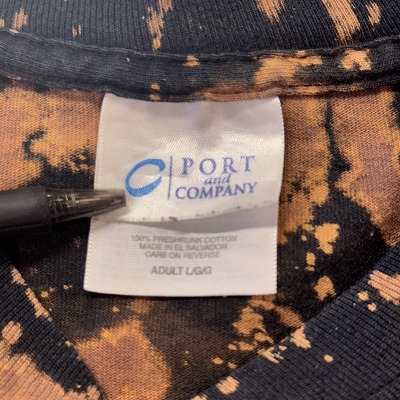 PORT
and
COMPANY
100% PRESHRUNK COTTON
MADE IN EL SALVADOR
CARE ON REVERSE
ADULT L/G/G